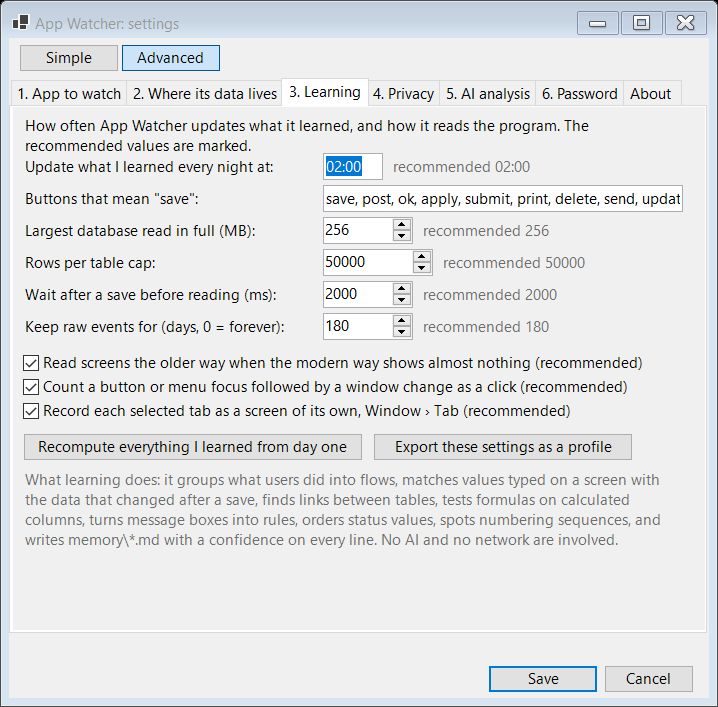 App Watcher: settings
Simple Advanced
1. App to watch 2. Where its data lives 3. Learning 4. Privacy 5. AI analysis 6. Password About
How often App Watcher updates what it learned, and how it reads the program. The
recommended values are marked.
Update what I learned every night at: 02:00 recommended 02:00
Buttons that mean "save": save, post, ok, apply, submit, print, delete, send, updat
Largest database read in full (MB): 256 recommended 256
Rows per table cap: 50000 recommended 50000
Wait after a save before reading (ms): 2000 recommended 2000
Keep raw events for (days, 0 = forever): 180 recommended 180
Read screens the older way when the modern way shows almost nothing (recommended)
Count a button or menu focus followed by a window change as a click (recommended)
Record each selected tab as a screen of its own, Window › Tab (recommended)
Recompute everything I learned from day one Export these settings as a profile
What learning does: it groups what users did into flows, matches values typed on a screen with
the data that changed after a save, finds links between tables, tests formulas on calculated
columns, turns message boxes into rules, orders status values, spots numbering sequences, and
writes memory\*.md with a confidence on every line. No AI and no network are involved.
Save Cancel